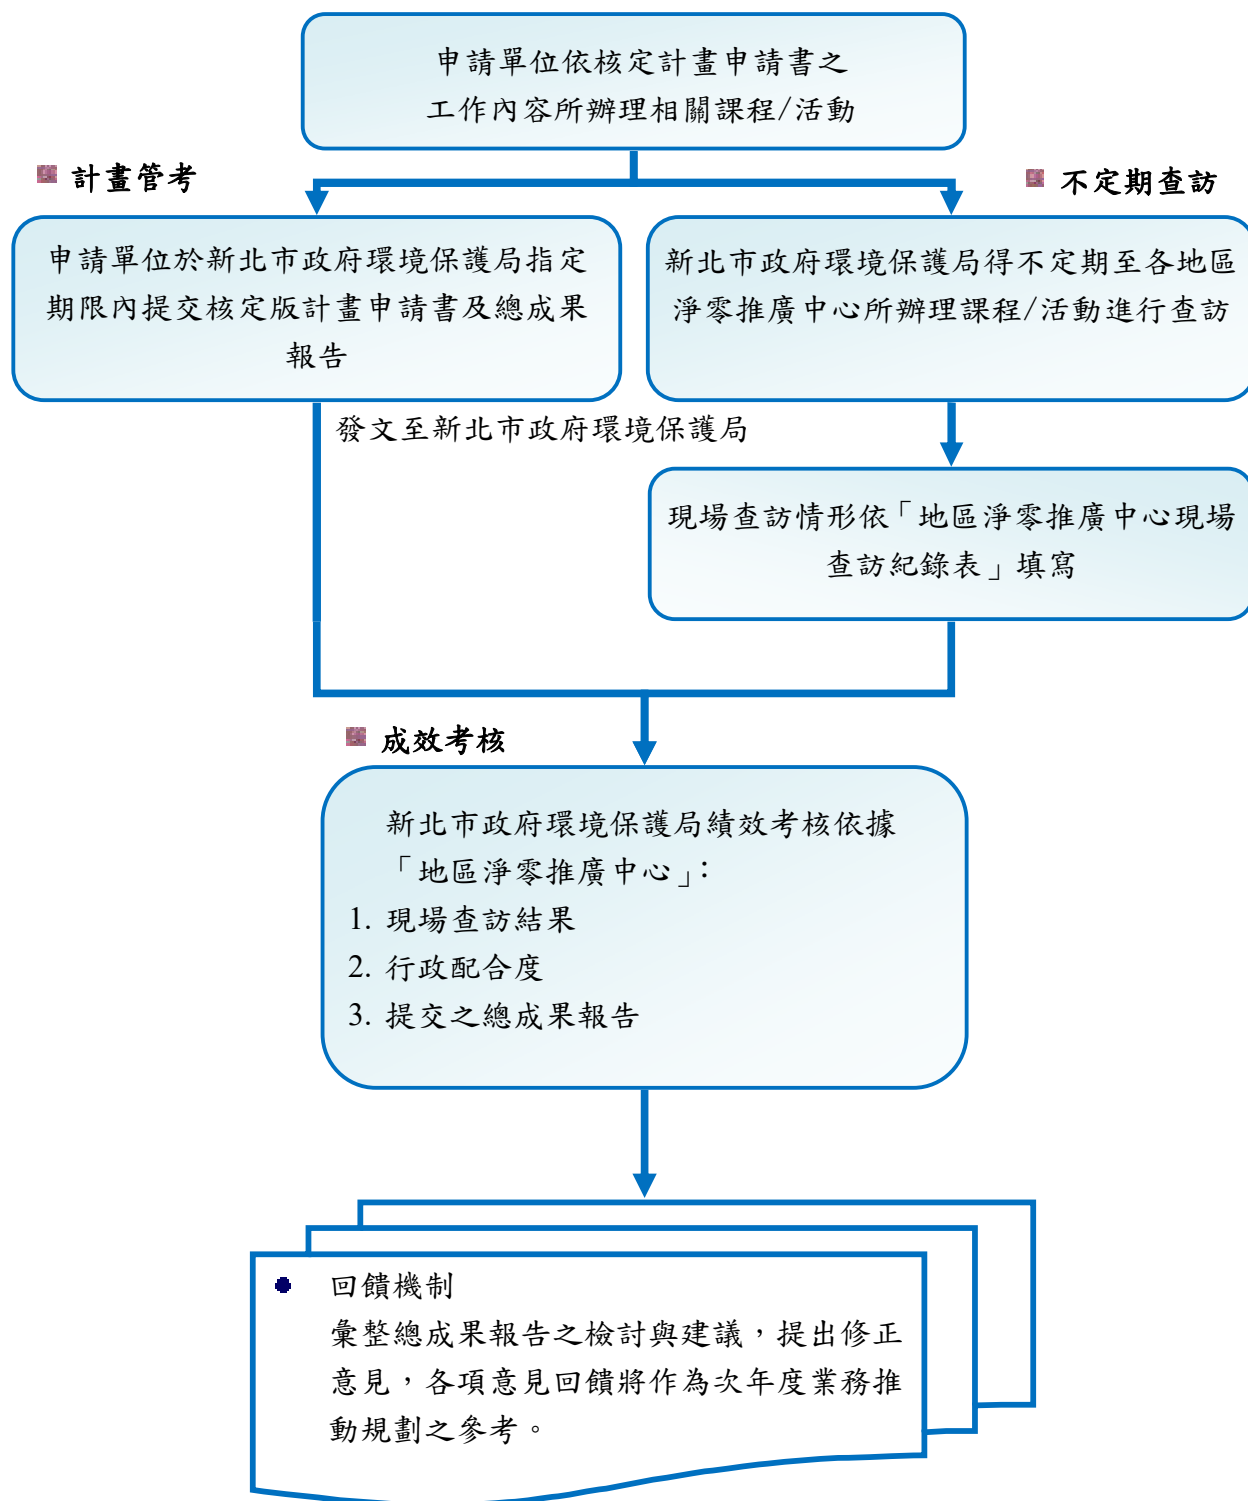 申請單位依核定計畫申請書之
工作內容所辦理相關課程/活動
計畫管考
不定期查訪
申請單位於新北市政府環境保護局指定
期限內提交核定版計畫申請書及總成果
報告
新北市政府環境保護局得不定期至各地區
淨零推廣中心所辦理課程/活動進行查訪
發文至新北市政府環境保護局
現場查訪情形依「地區淨零推廣中心現場
查訪紀錄表」填寫
成效考核
新北市政府環境保護局績效考核依據
「地區淨零推廣中心」：
1. 現場查訪結果
2. 行政配合度
3. 提交之總成果報告
● 回饋機制
彙整總成果報告之檢討與建議，提出修正
意見，各項意見回饋將作為次年度業務推
動規劃之參考。